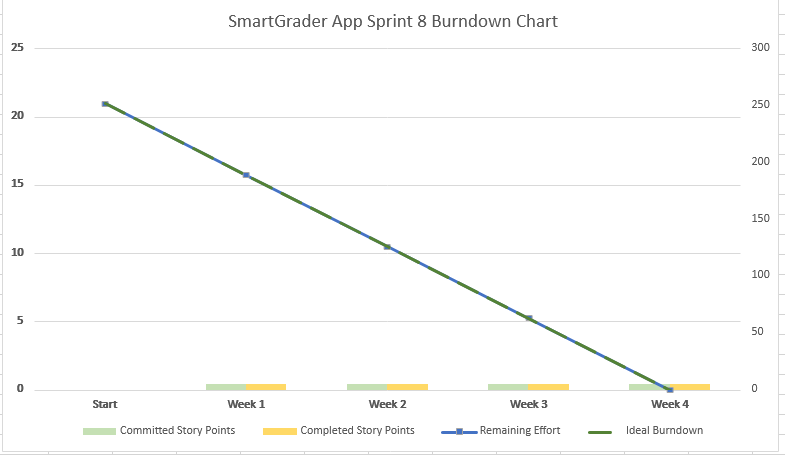 SmartGrader App Sprint 8 Burndown Chart
25 300
20 250
15 200
10 150
5 100
0 50
0
Start Week 1 Week 2 Week 3 Week 4
Committed Story Points Completed Story Points Remaining Effort Ideal Burndown